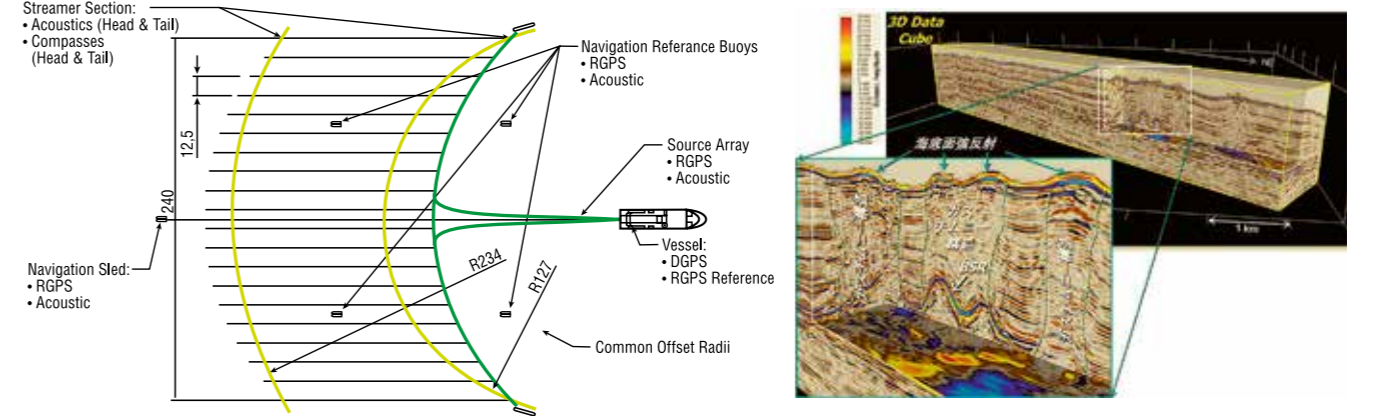 Streamer Section:
• Acoustics (Head & Tail)
• Compasses
(Head & Tail)
Navigation Referance Buoys
• RGPS
• Acoustic
12,5
240
Source Array
• RGPS
• Acoustic
Vessel:
• DGPS
• RGPS Reference
Navigation Sled:
• RGPS
• Acoustic
R234
R127
Common Offset Radii
3D Data
Cube
海底面強反射
BSR
1 km